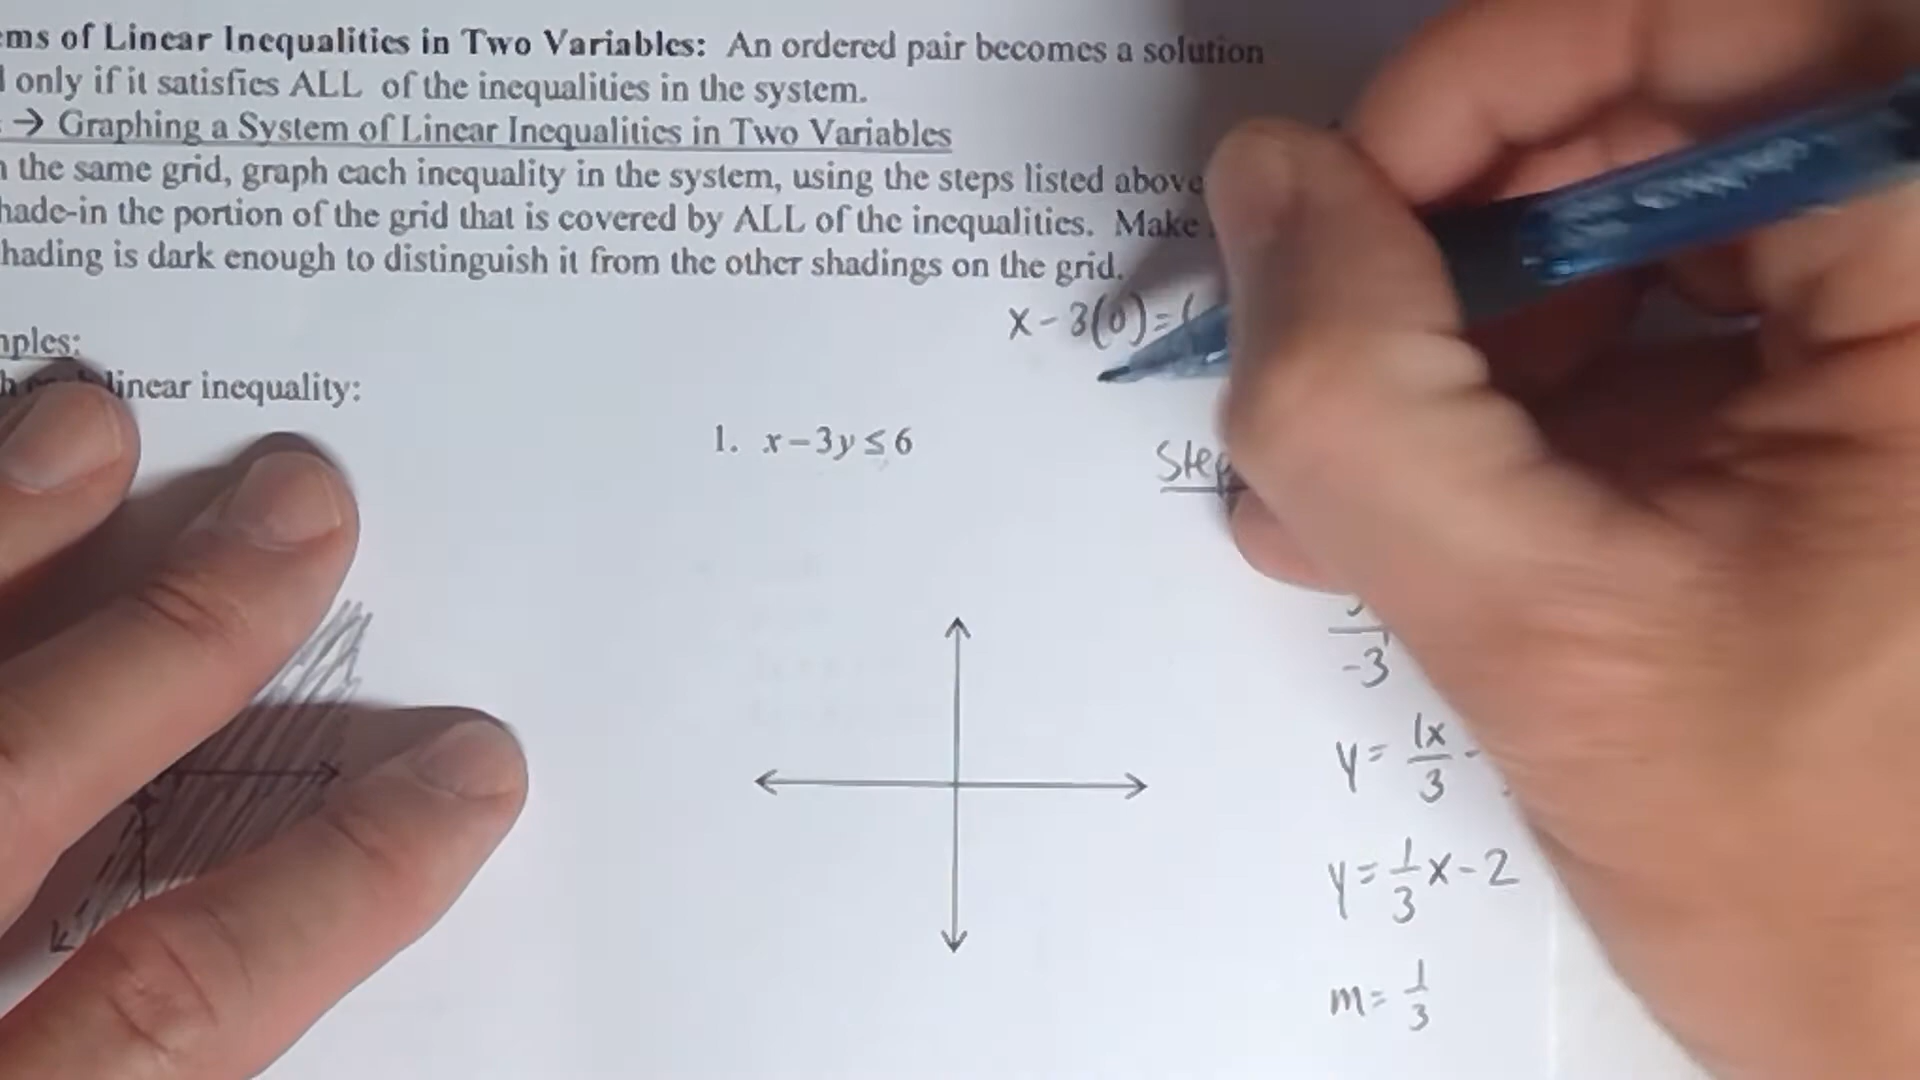 of Linear Inequalities in Two Variables: An ordered pair becomes a solution
only if it satisfies ALL of the inequalities in the system.
→ Graphing a System of Linear Inequalities in Two Variables
the same grid, graph each inequality in the system, using the steps listed above
in the portion of the grid that is covered by ALL of the inequalities. Make
is dark enough to distinguish it from the other shadings on the grid.
x - 3(0) =
linear inequality:
1. x − 3y ≤ 6
-3
y = 1x/3 -
y = 1/3 x - 2
m = 1/3